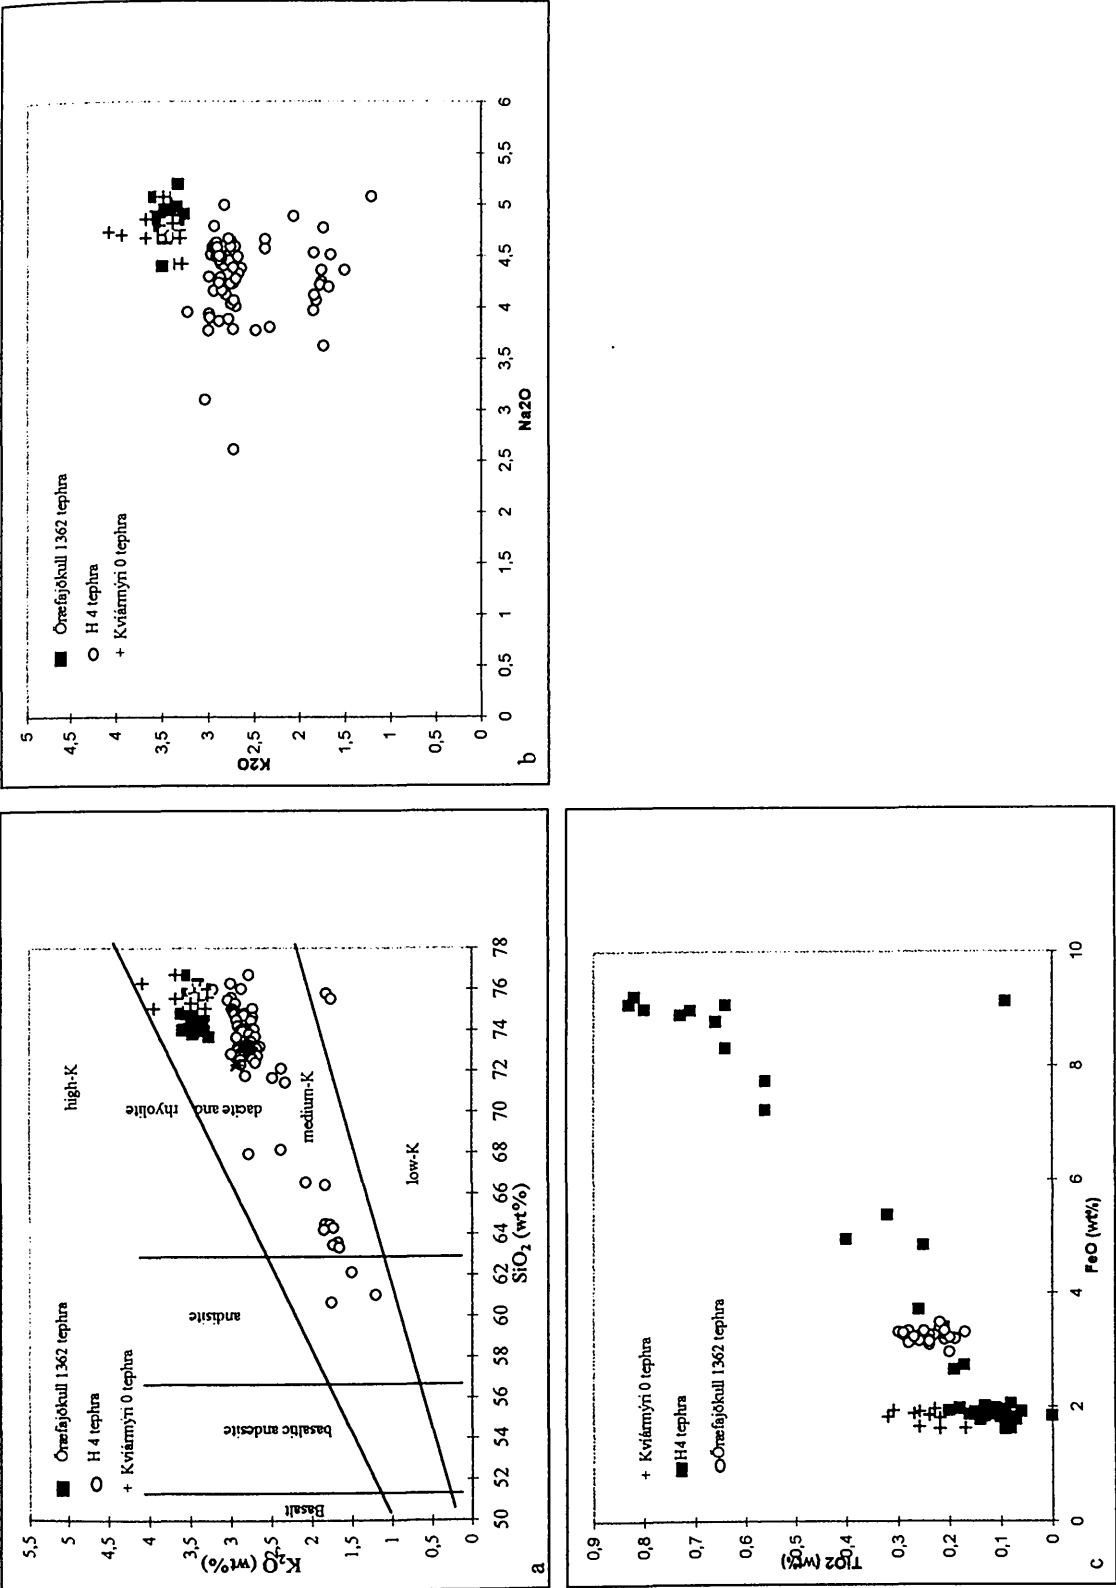 Öræfajökull 1362 tephra
H 4 tephra
Kviármýri 0 tephra
high-K
dacite and rhyolite
medium-K
low-K
andisite
basaltic andesite
Basalt
5,5
5
4,5
4
3,5
3
2,5
2
1,5
1
0,5
0
K2O (wt%)
50 52 54 56 58 60 62 64 66 68 70 72 74 76 78
SiO2 (wt%)
a
Öræfajökull 1362 tephra
H 4 tephra
Kviármýri 0 tephra
5
4,5
4
3,5
3
2,5
2
1,5
1
0,5
0
K2O
0 0,5 1 1,5 2 2,5 3 3,5 4 4,5 5 5,5 6
Na2O
b
Kviármýri 0 tephra
H4 tephra
Öræfajökull 1362 tephra
0,9
0,8
0,7
0,6
0,5
0,4
0,3
0,2
0,1
0
TiO2 (wt%)
0 2 4 6 8 10
FeO (wt%)
c